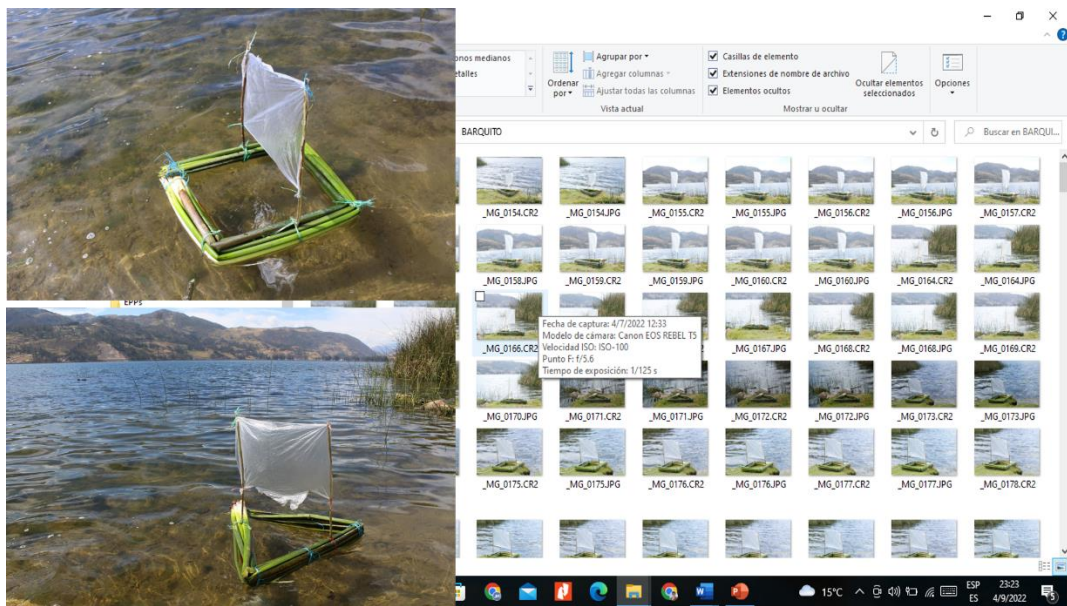 onos medianos
etalles
Ordenar
por
Agrupar por
Agregar columnas
Ajustar todas las columnas
Vista actual
Casillas de elemento
Extensiones de nombre de archivo
Elementos ocultos
Ocultar elementos
seleccionados
Mostrar u ocultar
Opciones
BARQUITO
Buscar en BARQUI...
_MG_0154.CR2 _MG_0154.JPG _MG_0155.CR2 _MG_0155.JPG _MG_0156.CR2 _MG_0156.JPG _MG_0157.CR2
_MG_0158.JPG _MG_0159.CR2 _MG_0159.JPG _MG_0160.CR2 _MG_0160.JPG _MG_0164.CR2 _MG_0164.JPG
EPPs
_MG_0166.CR2 _MG_0167.JPG _MG_0168.CR2 _MG_0168.JPG _MG_0169.CR2
Fecha de captura: 4/7/2022 12:33
Modelo de cámara: Canon EOS REBEL T5
Velocidad ISO: ISO-100
Punto F: f/5.6
Tiempo de exposición: 1/125 s
_MG_0170.JPG _MG_0171.CR2 _MG_0171.JPG _MG_0172.CR2 _MG_0172.JPG _MG_0173.CR2 _MG_0173.JPG
_MG_0175.CR2 _MG_0175.JPG _MG_0176.CR2 _MG_0176.JPG _MG_0177.CR2 _MG_0177.JPG _MG_0178.CR2
15°C
ESP
ES
23:23
4/9/2022
5